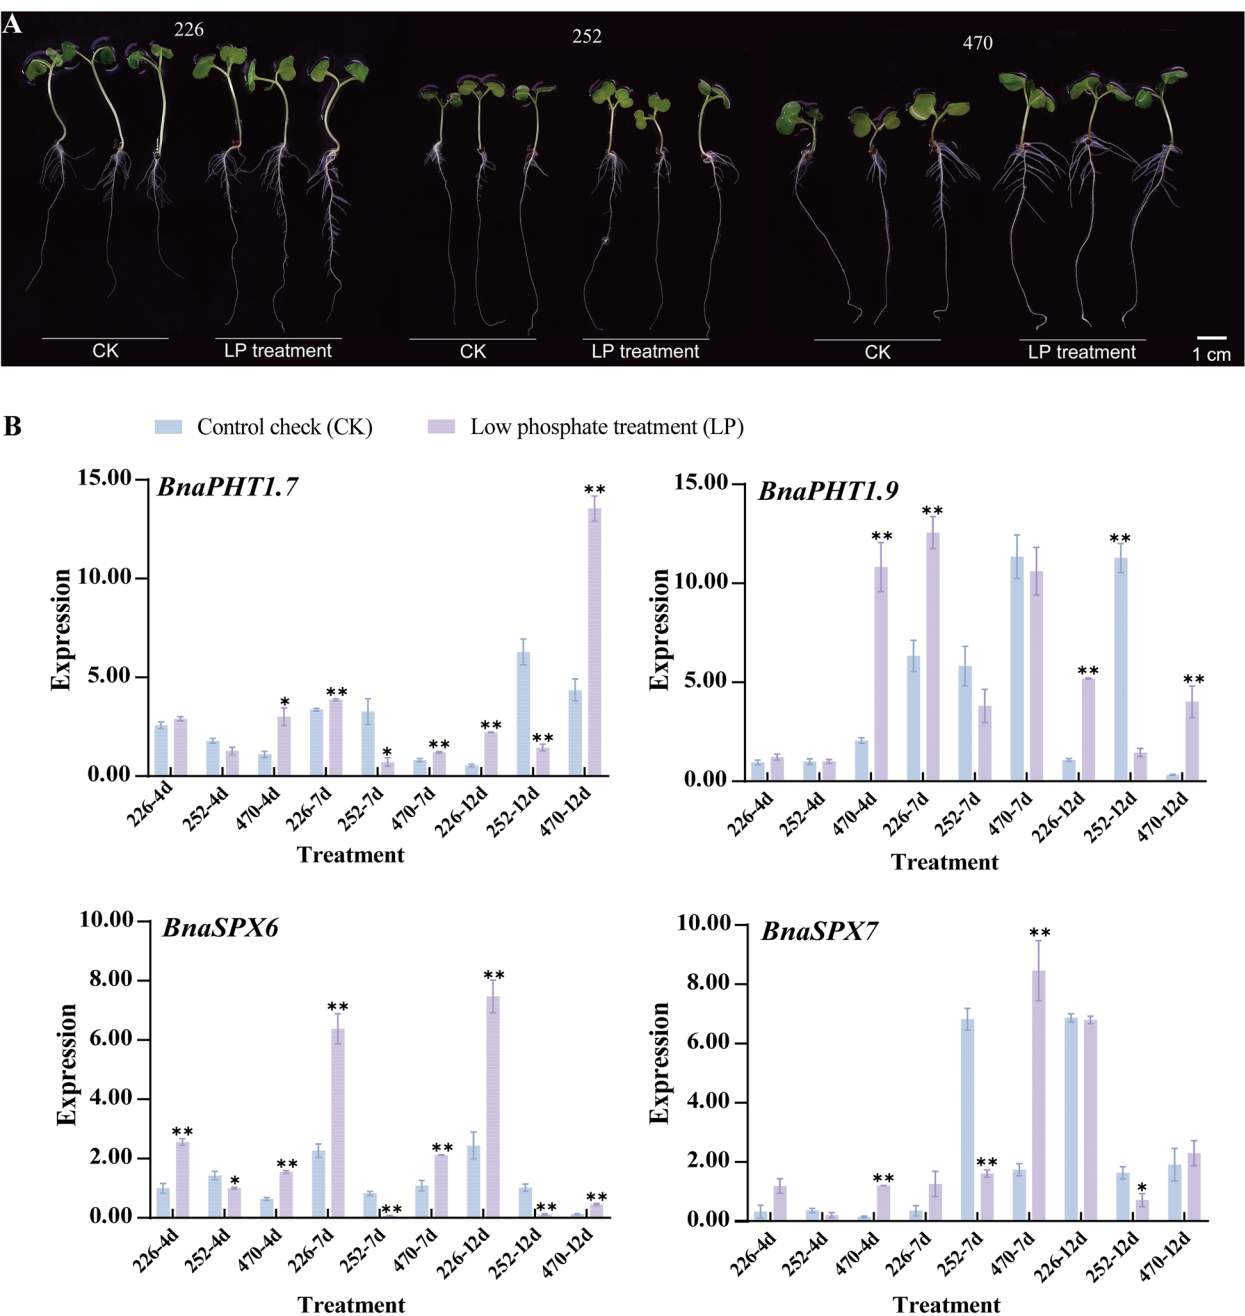 A
226
252
470
CK
LP treatment
CK
LP treatment
CK
LP treatment
1 cm
B
Control check (CK)
Low phosphate treatment (LP)
BnaPHT1.7
15.00
10.00
5.00
0.00
Expression
*
**
*
**
**
**
**
226-4d
252-4d
470-4d
226-7d
252-7d
470-7d
226-12d
252-12d
470-12d
Treatment
BnaPHT1.9
15.00
10.00
5.00
0.00
Expression
**
**
**
**
**
226-4d
252-4d
470-4d
226-7d
252-7d
470-7d
226-12d
252-12d
470-12d
Treatment
BnaSPX6
10.00
8.00
6.00
4.00
2.00
0.00
Expression
**
*
**
**
**
**
**
**
**
226-4d
252-4d
470-4d
226-7d
252-7d
470-7d
226-12d
252-12d
470-12d
Treatment
BnaSPX7
10.00
8.00
6.00
4.00
2.00
0.00
Expression
**
**
**
*
226-4d
252-4d
470-4d
226-7d
252-7d
470-7d
226-12d
252-12d
470-12d
Treatment